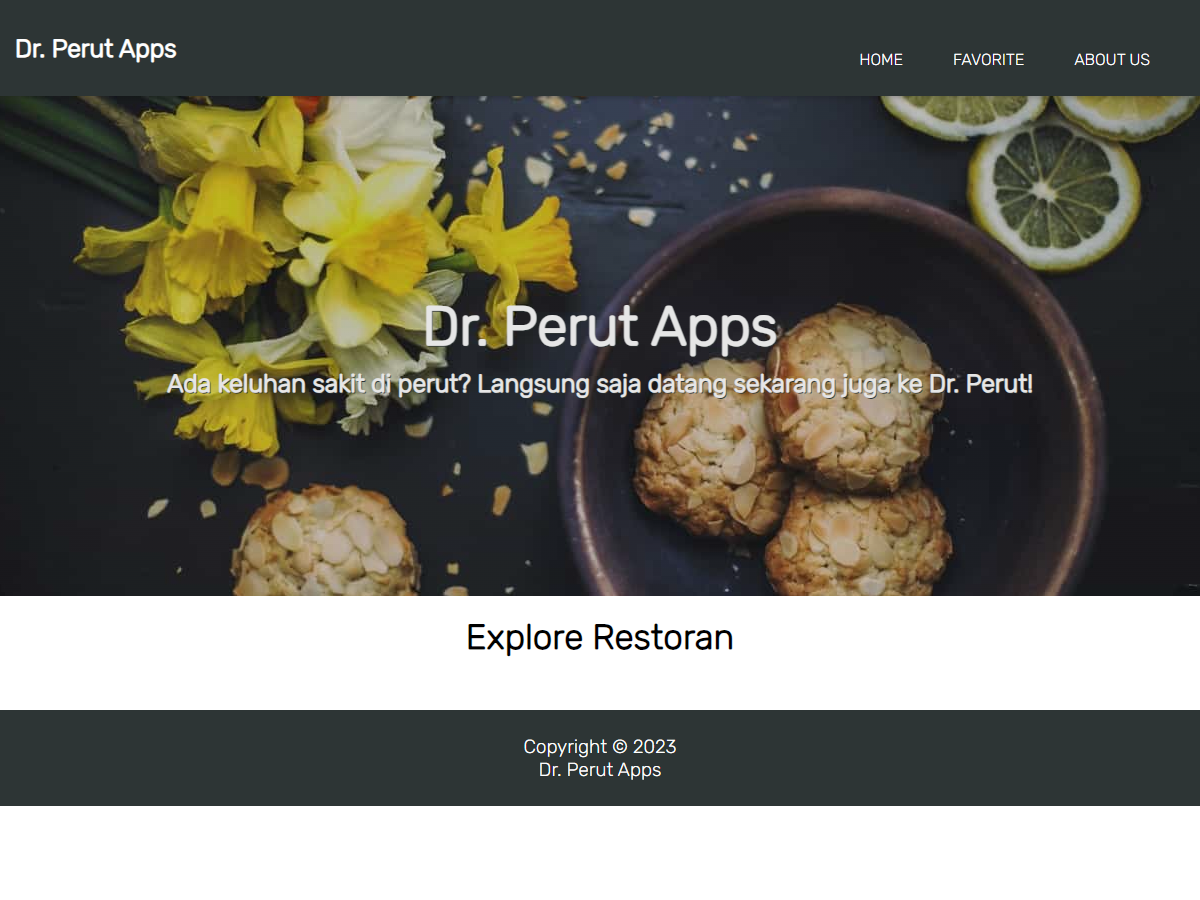 Dr. Perut Apps
HOME
FAVORITE
ABOUT US
Dr. Perut Apps
Ada keluhan sakit di perut? Langsung saja datang sekarang juga ke Dr. Perut!
Explore Restoran
Copyright © 2023
Dr. Perut Apps